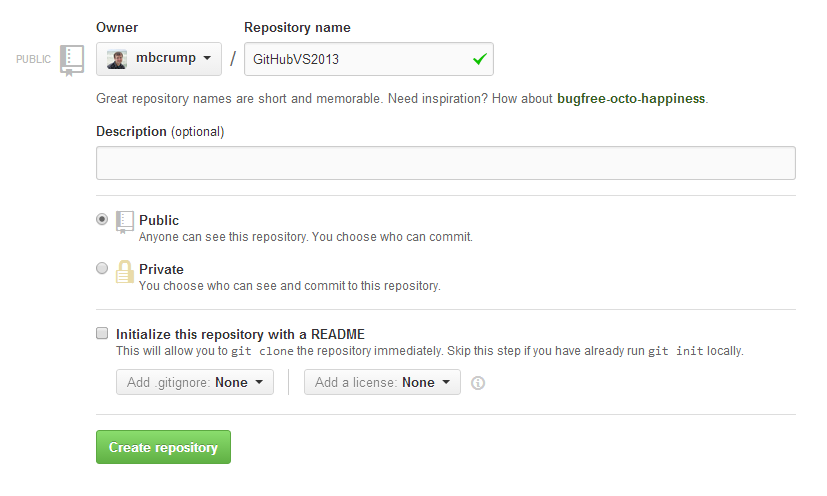 Owner Repository name
PUBLIC mbcrump / GitHubVS2013
Great repository names are short and memorable. Need inspiration? How about bugfree-octo-happiness.
Description (optional)
Public
Anyone can see this repository. You choose who can commit.
Private
You choose who can see and commit to this repository.
Initialize this repository with a README
This will allow you to git clone the repository immediately. Skip this step if you have already run git init locally.
Add .gitignore: None Add a license: None
Create repository